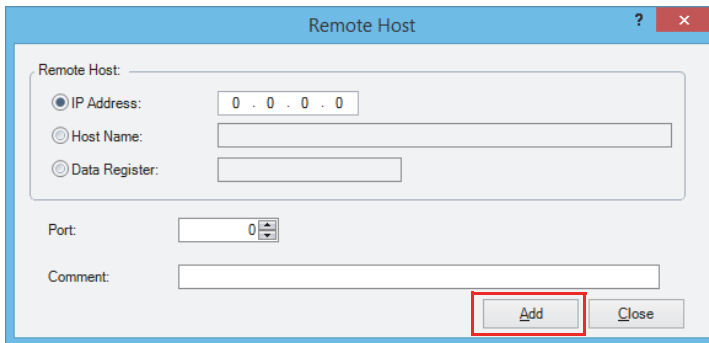 Remote Host
?
Remote Host:
IP Address: 0 . 0 . 0 . 0
Host Name:
Data Register:
Port: 0
Comment:
Add Close